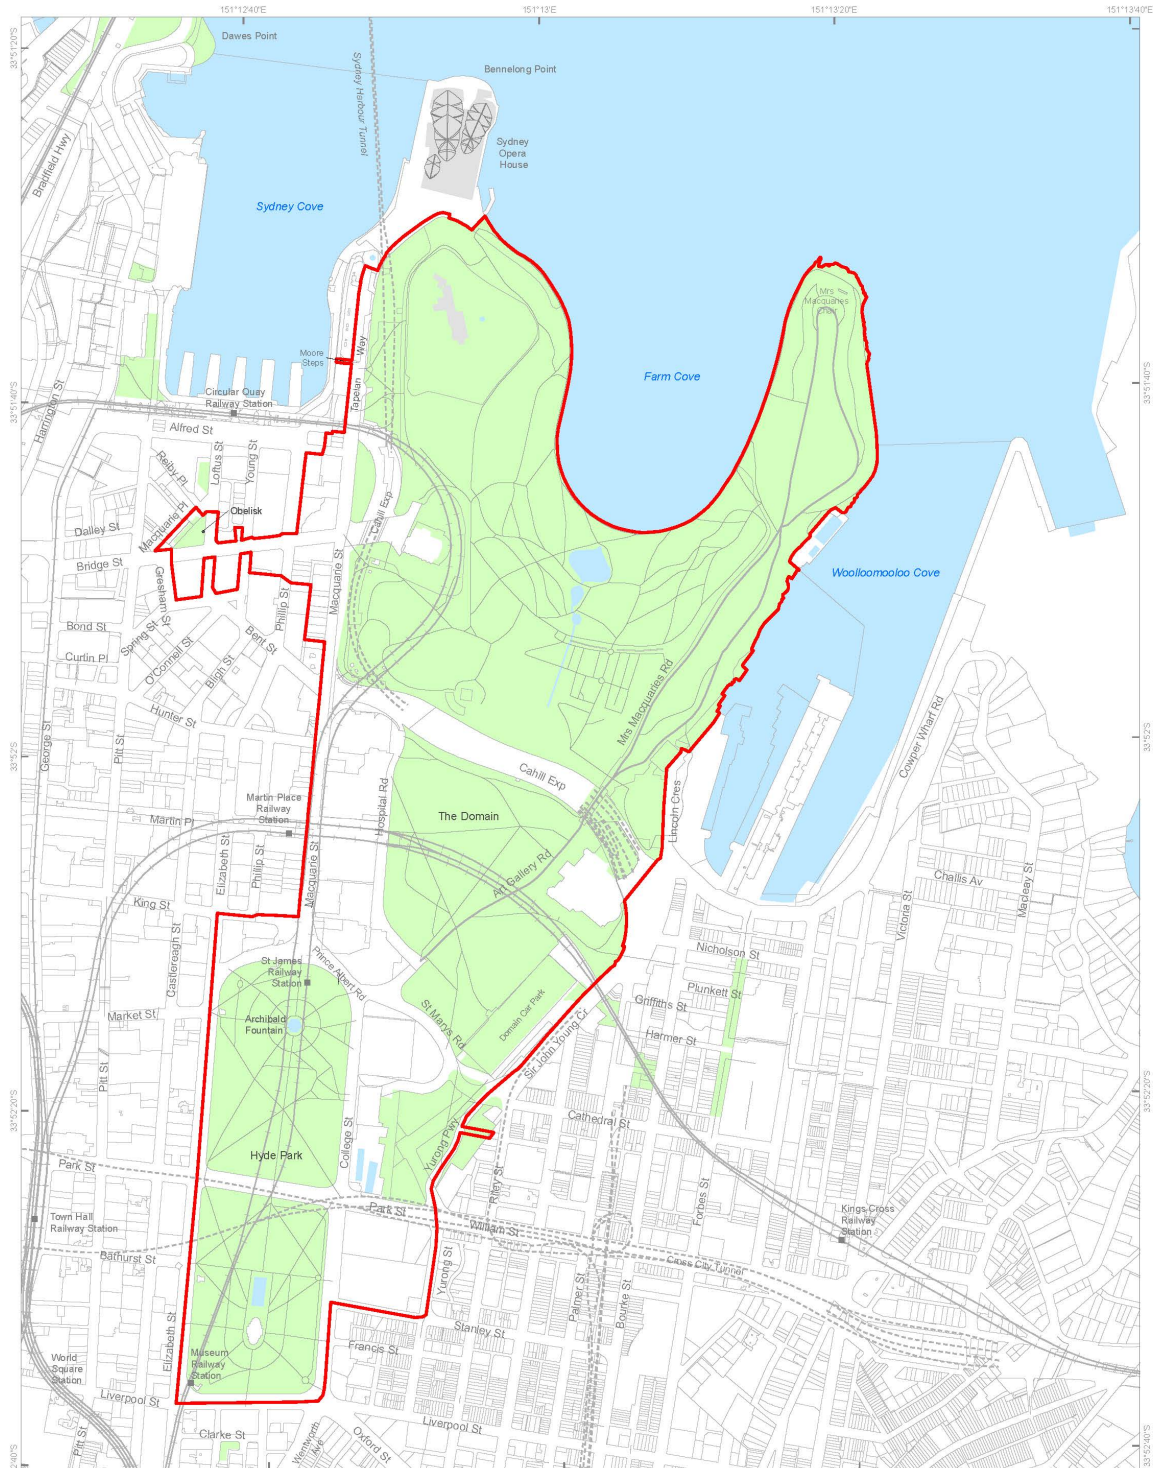 151°12'40"E
151°13'E
151°13'20"E
151°13'40"E
33°51'20"S
Dawes Point
Bennelong Point
Sydney Harbour Tunnel
Sydney
Opera
House
Bradfield Hwy
Sydney Cove
Mrs
Macquaries
Chair
Moore
Steps
Tapelan Way
Farm Cove
33°51'40"S
33°51'40"S
Circular Quay
Railway Station
Harrington St
Alfred St
Reiby Pl
Loftus St
Young St
Cahill Exp
Obelisk
Macquarie Pl
Dalley St
Bridge St
Gresham St
Macquarie St
Phillip St
Woolloomooloo Cove
Bond St
Spring St
Curtin Pl
O'Connell St
Bligh St
Bent St
Hunter St
Mrs Macquaries Rd
George St
Pitt St
33°52'S
33°52'S
Cowper Wharf Rd
Cahill Exp
Martin Place
Railway
Station
Hospital Rd
Martin Pl
The Domain
Lincoln Cres
Elizabeth St
Phillip St
Macquarie St
Art Gallery Rd
Challis Av
Macleay St
Victoria St
King St
Castlereagh St
St James
Railway
Station
Prince Albert Rd
Nicholson St
Plunkett St
Griffiths St
Market St
Archibald
Fountain
St Marys Rd
Domain Car Park
Sir John Young Cr
Harmer St
Pitt St
33°52'20"S
33°52'20"S
Cathedral St
College St
Yurong Pwy
Hyde Park
Park St
Riley St
Forbes St
Park St
William St
Town Hall
Railway Station
Kings Cross
Railway
Station
Bathurst St
Yurong St
Cross City Tunnel
Palmer St
Bourke St
Elizabeth St
Stanley St
Francis St
World
Square
Station
Museum
Railway
Station
Liverpool St
Liverpool St
Clarke St
Pitt St
Wentworth Ave
Oxford St
33°52'40"S